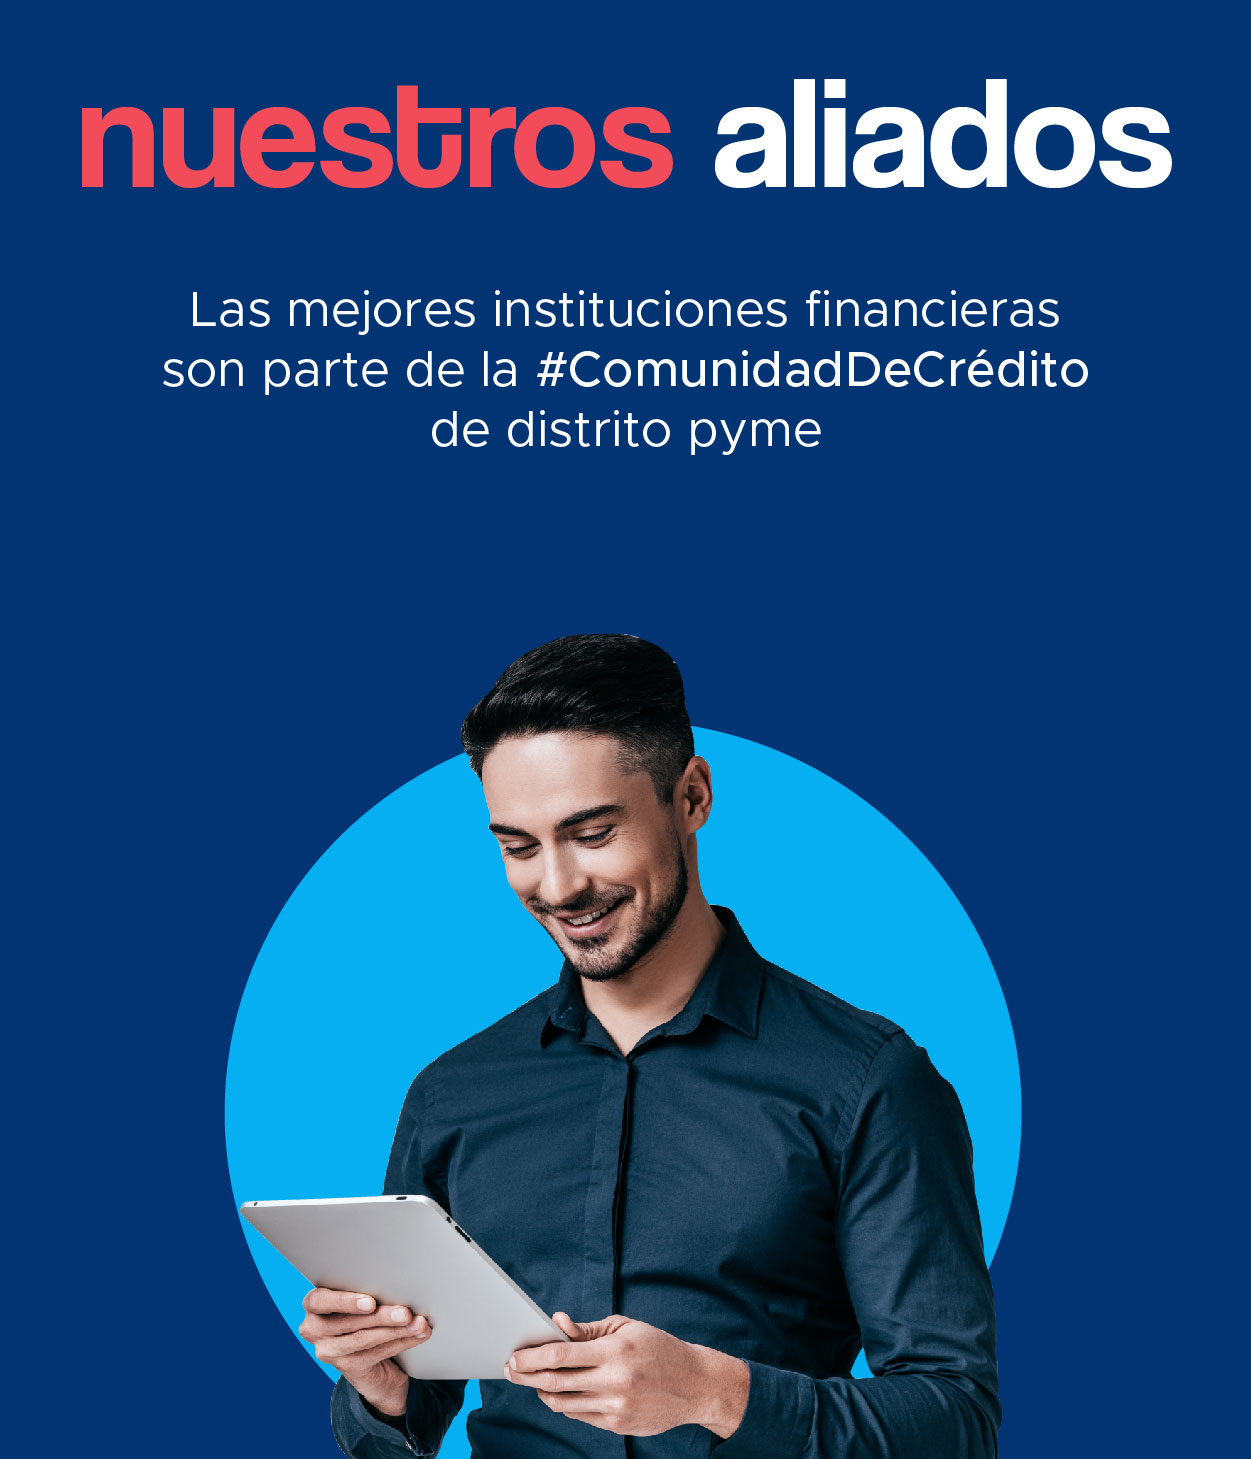 nuestros aliados
Las mejores instituciones financieras
son parte de la #ComunidadDeCrédito
de distrito pyme